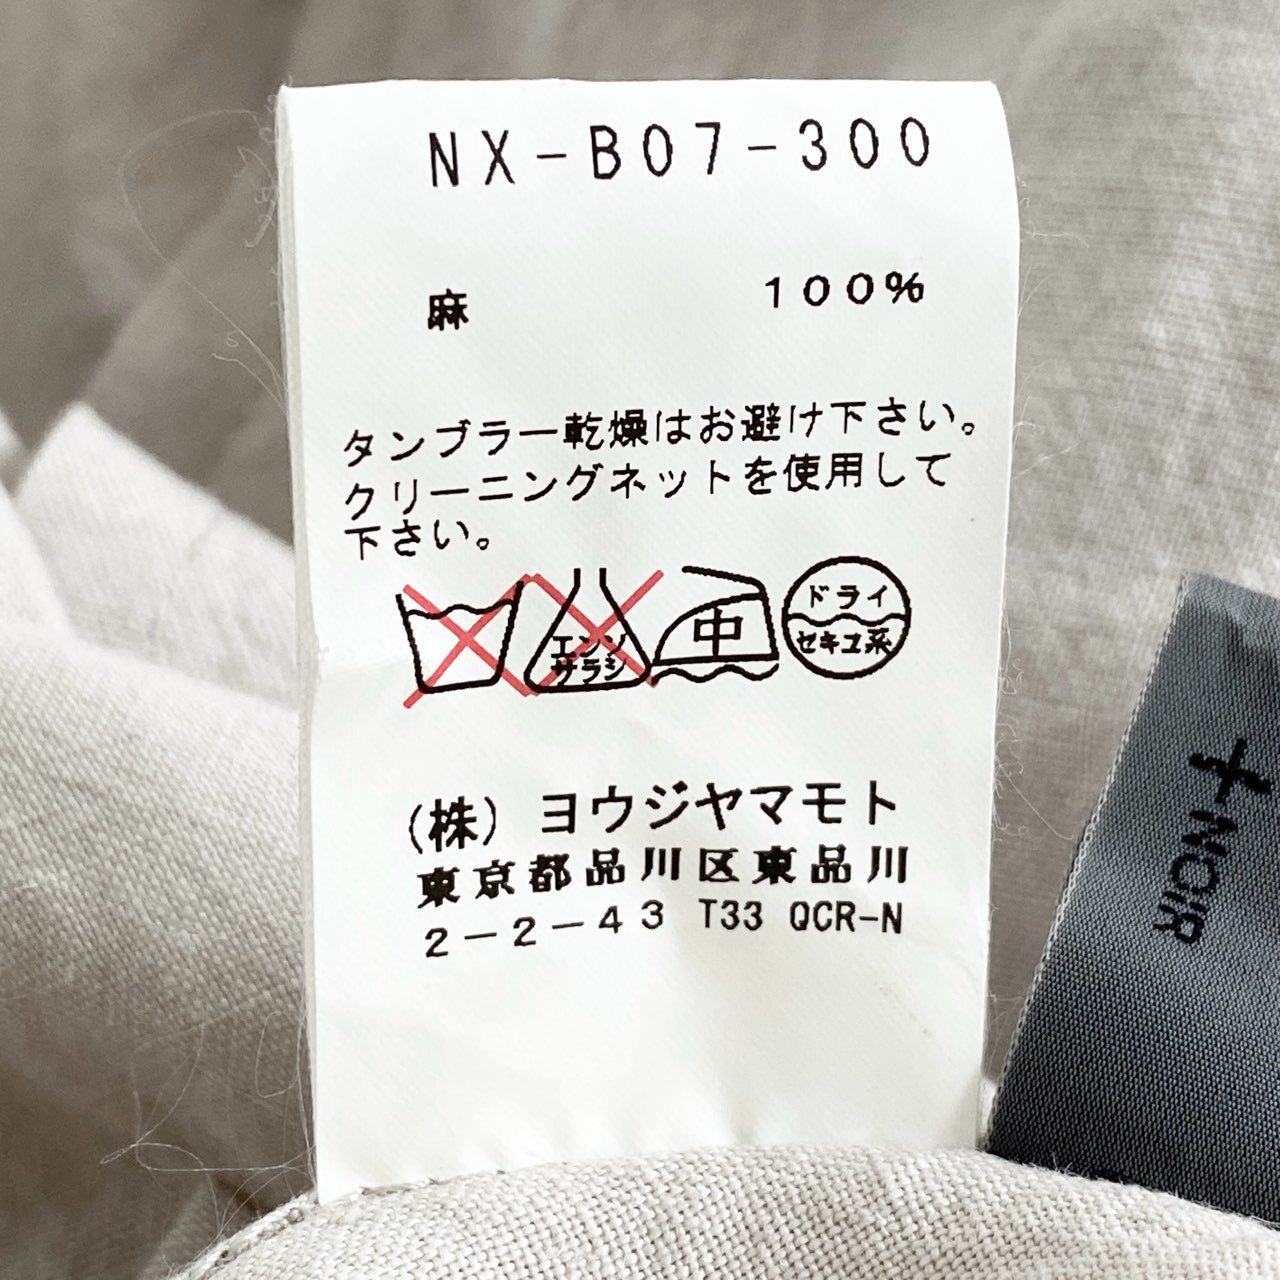 NX-B07-300
麻 100%
タンブラー乾燥はお避け下さい。
クリーニングネットを使用して
下さい。
エンソ
サラシ
中
ドライ
セキユ系
(株) ヨウジヤマモト
東京都品川区東品川
2-2-43 T33 QCR-N
+NOIR